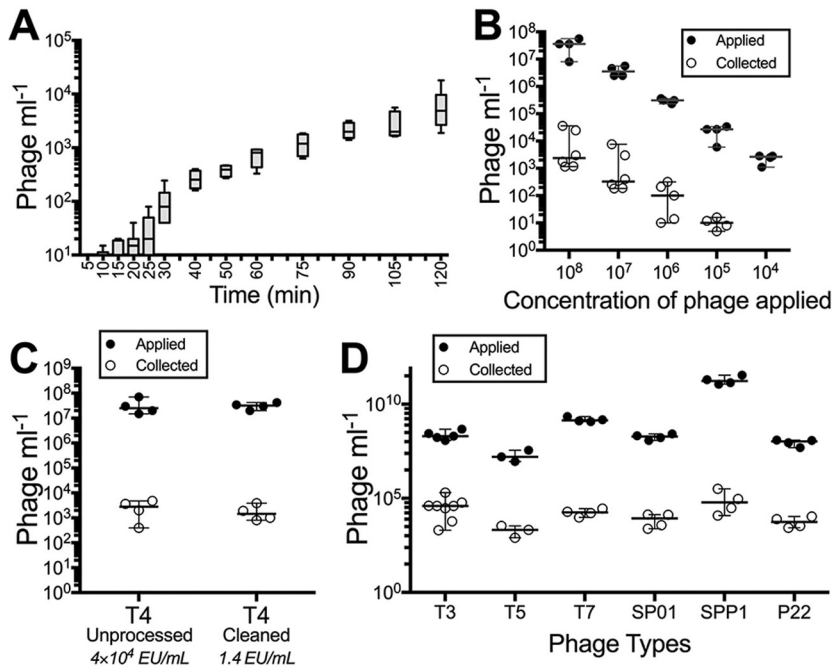 A
Phage ml⁻¹
10⁵
10⁴
10³
10²
10¹
5
10
15
20
25
30
40
50
60
75
90
105
120
Time (min)
B
Applied
Collected
Phage ml⁻¹
10⁸
10⁷
10⁶
10⁵
10⁴
10³
10²
10¹
10⁰
10⁸ 10⁷ 10⁶ 10⁵ 10⁴
Concentration of phage applied
C
Applied
Collected
Phage ml⁻¹
10⁹
10⁸
10⁷
10⁶
10⁵
10⁴
10³
10²
10¹
10⁰
T4 T4
Unprocessed Cleaned
4×10⁴ EU/mL 1.4 EU/mL
D
Applied
Collected
Phage ml⁻¹
10¹⁰
10⁵
10⁰
T3 T5 T7 SP01 SPP1 P22
Phage Types